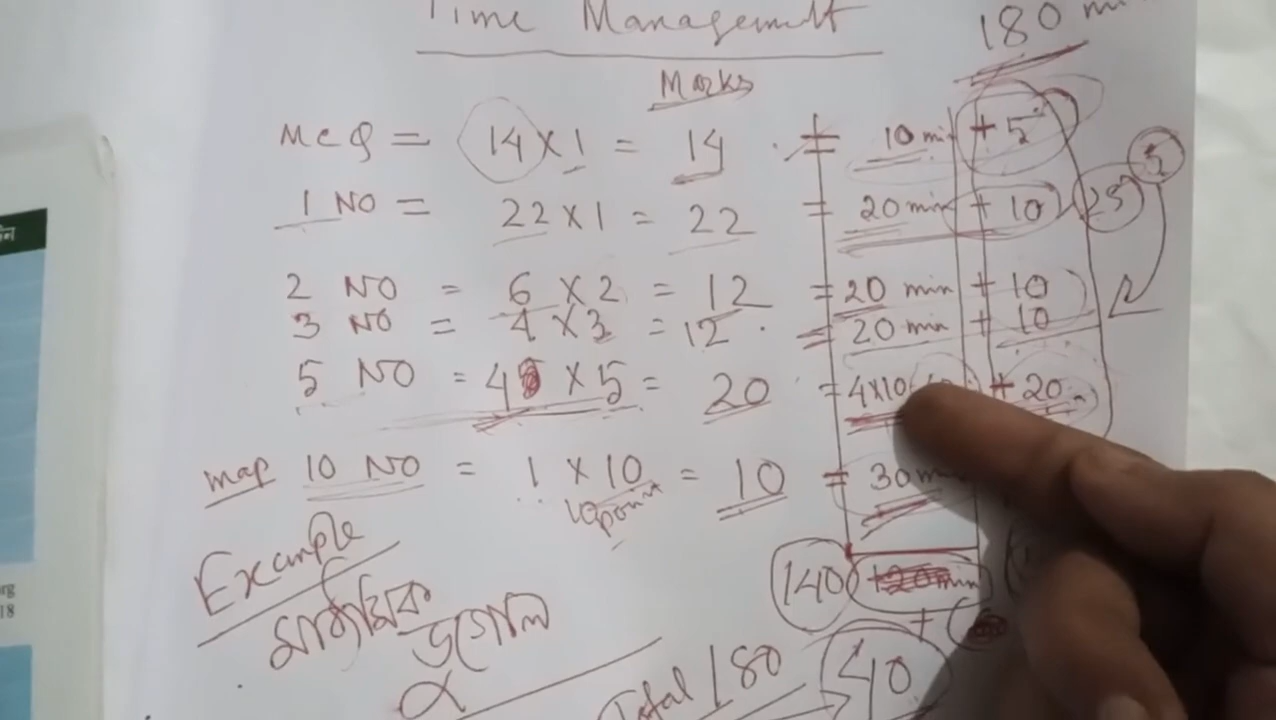 Time Management
180
Marks
MCQ = 14 X 1 = 14 = 10 min + 5
1 NO = 22 X 1 = 22 = 20 min + 10 25 5
2 NO = 6 X 2 = 12 = 20 min + 10
3 NO = 4 X 3 = 12 = 20 min + 10
5 NO = 4 X 5 = 20 = 4x10 + 20
map 10 NO = 1 X 10 = 10 = 30 min
10 point
Example
140 120 min
মাধ্যমিক
ভূগোল
Total 180 40
18